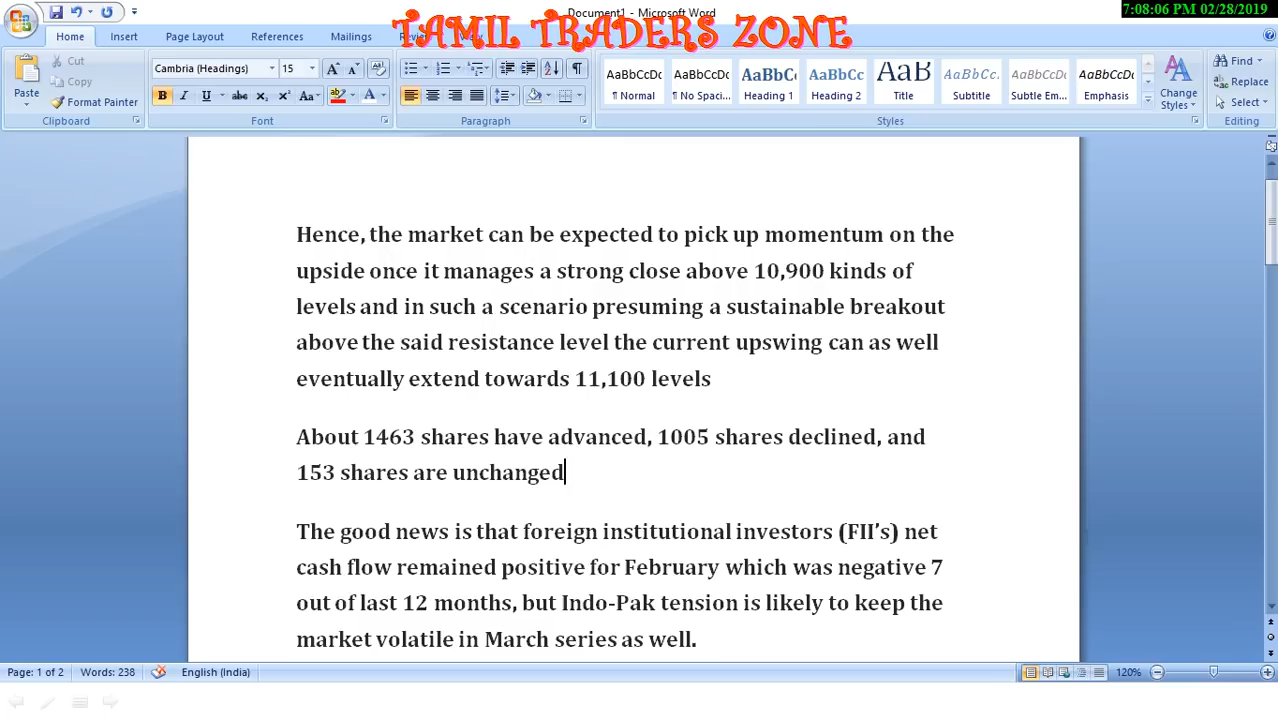 Document1 - Microsoft Word
7:08:06 PM 02/28/2019
TAMIL TRADERS ZONE
Home Insert Page Layout References Mailings
Cut
Copy
Format Painter
Paste
Clipboard
Cambria (Headings) 15
Font
Paragraph
AaBbCcDc AaBbCcDc AaBbC AaBbCc AaB AaBbCc. AaBbCcDc AaBbCcDc
¶ Normal ¶ No Spaci... Heading 1 Heading 2 Title Subtitle Subtle Em... Emphasis
Change Styles
Styles
Find
Replace
Select
Editing
Hence, the market can be expected to pick up momentum on the
upside once it manages a strong close above 10,900 kinds of
levels and in such a scenario presuming a sustainable breakout
above the said resistance level the current upswing can as well
eventually extend towards 11,100 levels
About 1463 shares have advanced, 1005 shares declined, and
153 shares are unchanged
The good news is that foreign institutional investors (FII's) net
cash flow remained positive for February which was negative 7
out of last 12 months, but Indo-Pak tension is likely to keep the
market volatile in March series as well.
Page: 1 of 2 Words: 238 English (India) 120%